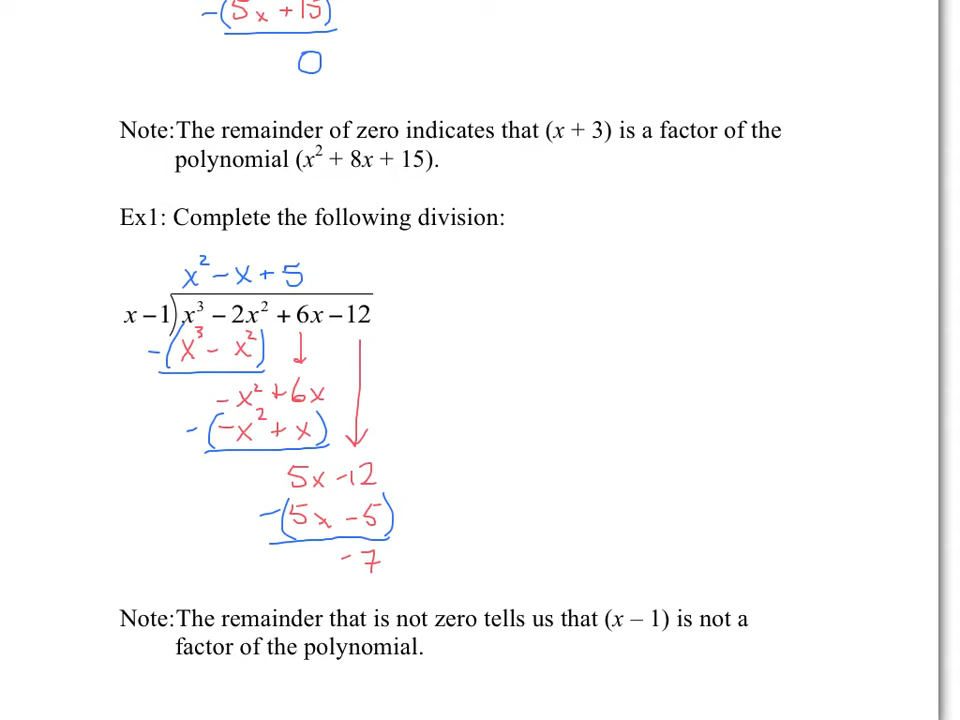 -(5x + 15)
0
Note:The remainder of zero indicates that (x + 3) is a factor of the
polynomial (x² + 8x + 15).
Ex1: Complete the following division:
x² - x + 5
x – 1)x³ – 2x² + 6x – 12
-(x³ - x²)
-x² + 6x
-(-x² + x)
5x - 12
-(5x - 5)
-7
Note:The remainder that is not zero tells us that (x – 1) is not a
factor of the polynomial.